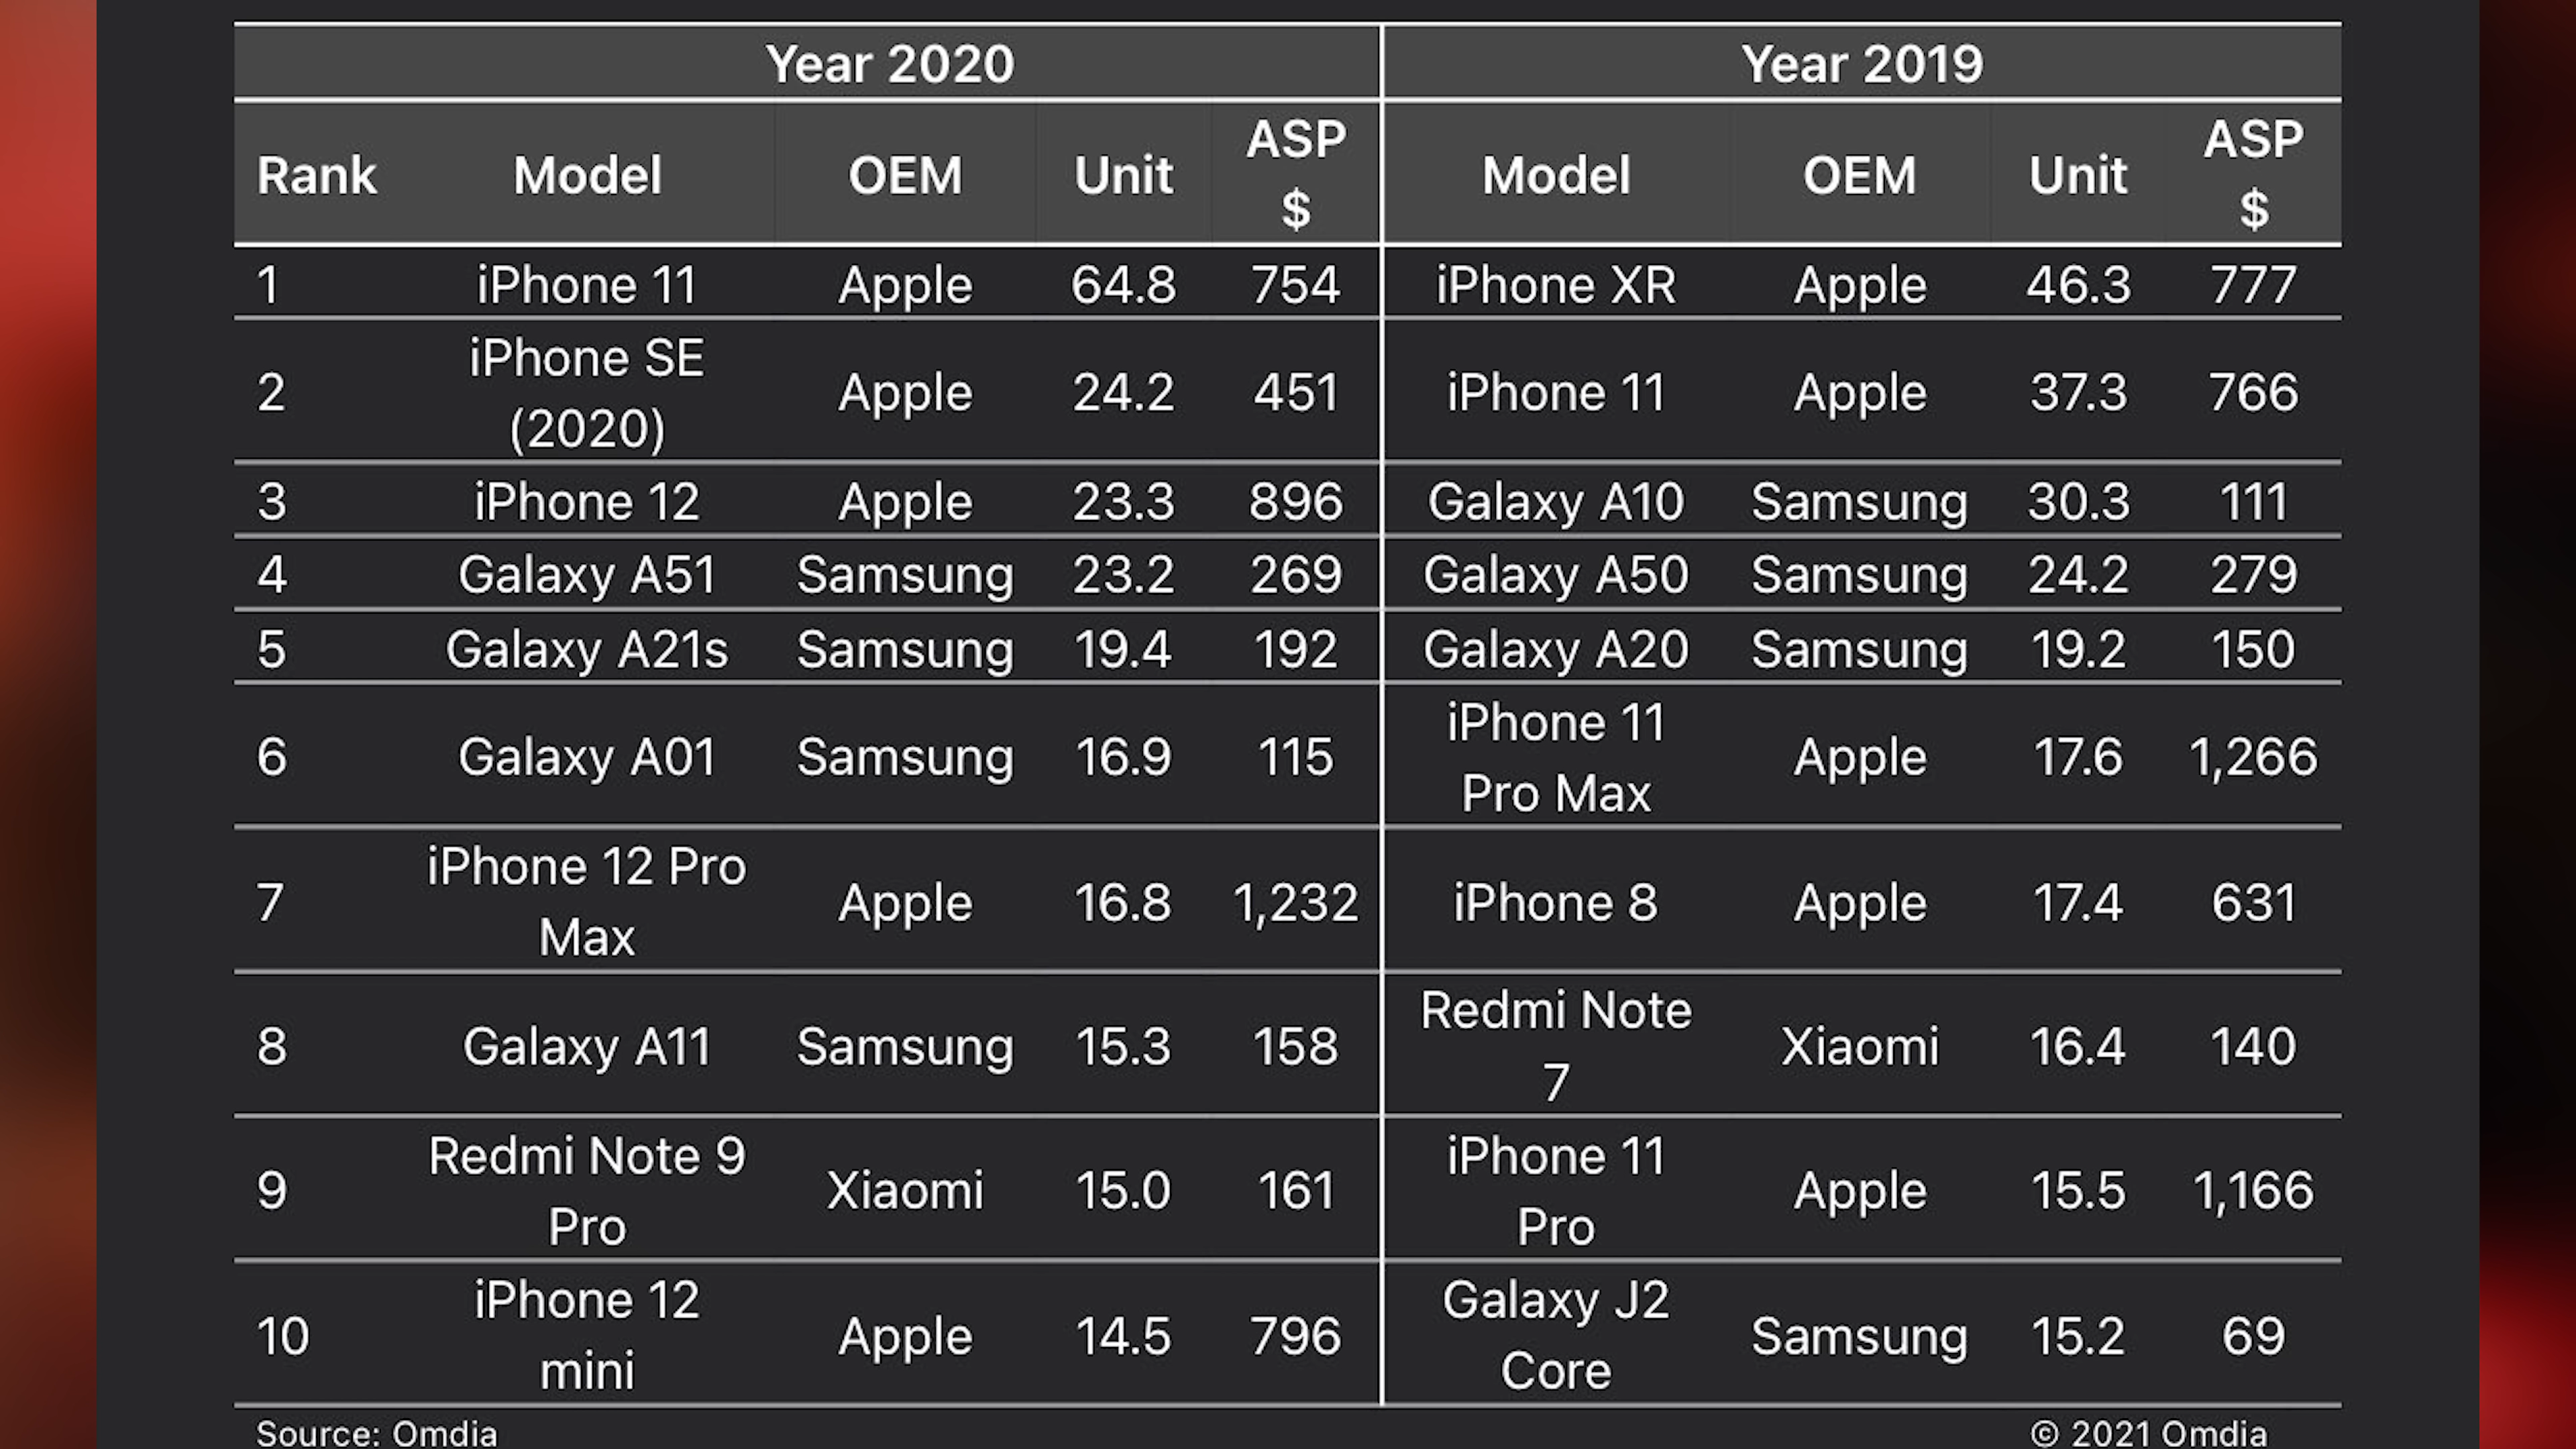 Year 2020 Year 2019
Rank Model OEM Unit ASP $ Model OEM Unit ASP $
1 iPhone 11 Apple 64.8 754 iPhone XR Apple 46.3 777
2 iPhone SE (2020) Apple 24.2 451 iPhone 11 Apple 37.3 766
3 iPhone 12 Apple 23.3 896 Galaxy A10 Samsung 30.3 111
4 Galaxy A51 Samsung 23.2 269 Galaxy A50 Samsung 24.2 279
5 Galaxy A21s Samsung 19.4 192 Galaxy A20 Samsung 19.2 150
6 Galaxy A01 Samsung 16.9 115 iPhone 11 Pro Max Apple 17.6 1,266
7 iPhone 12 Pro Max Apple 16.8 1,232 iPhone 8 Apple 17.4 631
8 Galaxy A11 Samsung 15.3 158 Redmi Note 7 Xiaomi 16.4 140
9 Redmi Note 9 Pro Xiaomi 15.0 161 iPhone 11 Pro Apple 15.5 1,166
10 iPhone 12 mini Apple 14.5 796 Galaxy J2 Core Samsung 15.2 69
Source: Omdia © 2021 Omdia